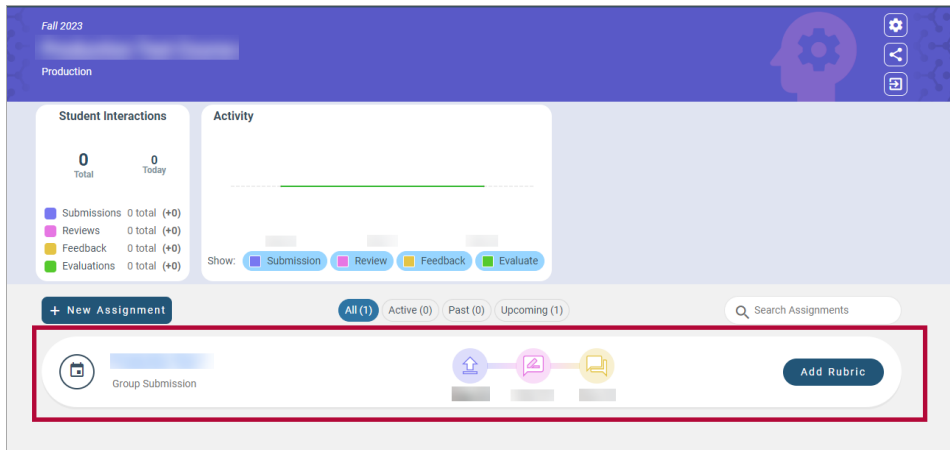 Fall 2023
Production
Student Interactions
0
Total
0
Today
Submissions 0 total (+0)
Reviews 0 total (+0)
Feedback 0 total (+0)
Evaluations 0 total (+0)
Activity
Show: Submission Review Feedback Evaluate
+ New Assignment All (1) Active (0) Past (0) Upcoming (1) Search Assignments
Group Submission
Add Rubric